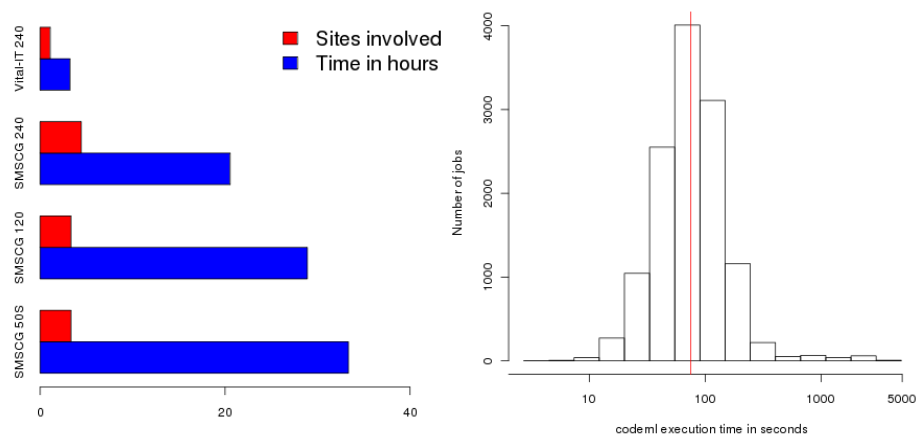 Vital-IT 240
SMSCG 240
SMSCG 120
SMSCG 50S
Sites involved
Time in hours
0
20
40
Number of jobs
4000
3000
2000
1000
0
10
100
1000
5000
codeml execution time in seconds